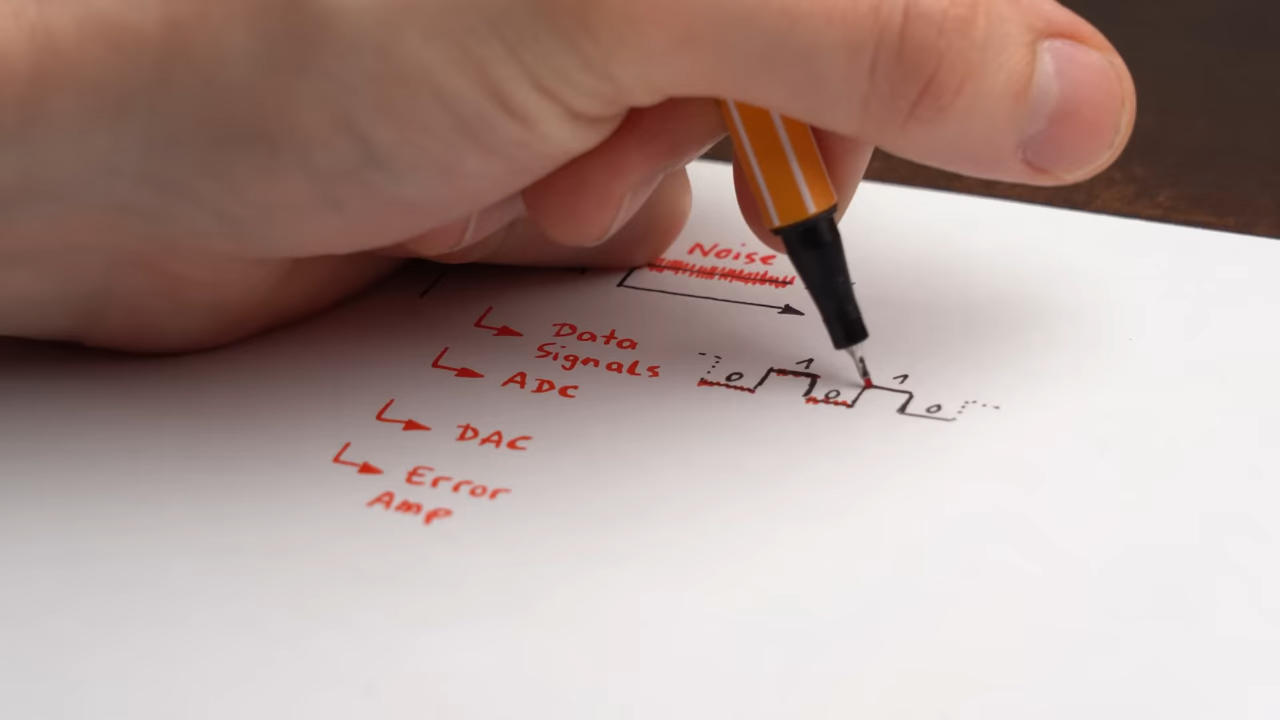 Noise
Data
Signals
ADC
DAC
Error
Amp
0 1 0 1 0